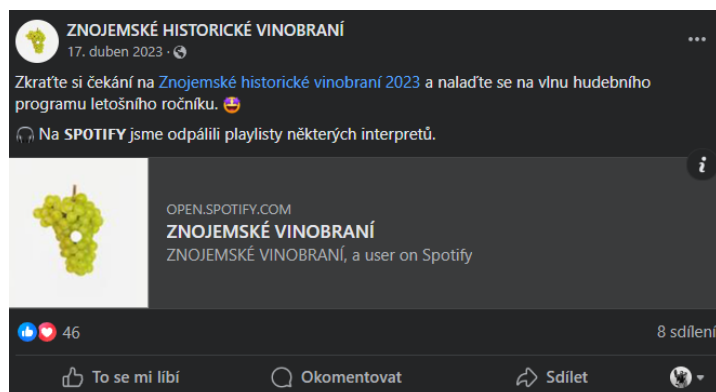 ZNOJEMSKÉ HISTORICKÉ VINOBRANÍ
17. duben 2023 ·
Zkraťte si čekání na Znojemské historické vinobraní 2023 a nalaďte se na vlnu hudebního
programu letošního ročníku. 🤩
🎧 Na SPOTIFY jsme odpálili playlisty některých interpretů.
OPEN.SPOTIFY.COM
ZNOJEMSKÉ VINOBRANÍ
ZNOJEMSKÉ VINOBRANÍ, a user on Spotify
46
8 sdílení
To se mi líbí
Okomentovat
Sdílet